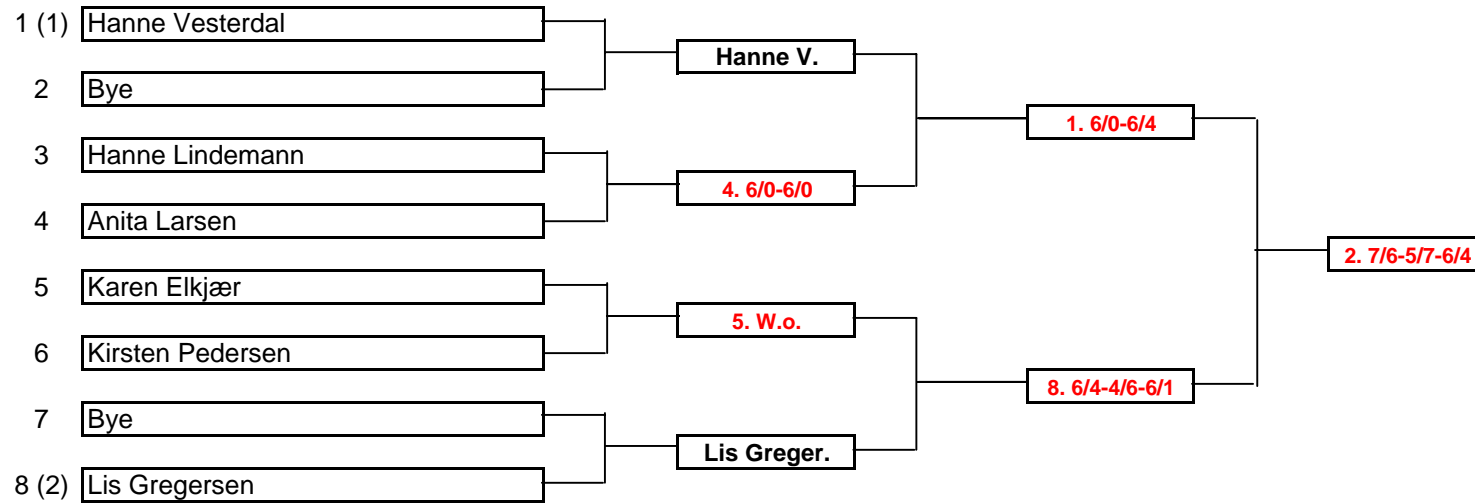 1 (1) Hanne Vesterdal
Hanne V.
2 Bye
1. 6/0-6/4
3 Hanne Lindemann
4. 6/0-6/0
4 Anita Larsen
2. 7/6-5/7-6/4
5 Karen Elkjær
5. W.o.
6 Kirsten Pedersen
8. 6/4-4/6-6/1
7 Bye
Lis Greger.
8 (2) Lis Gregersen